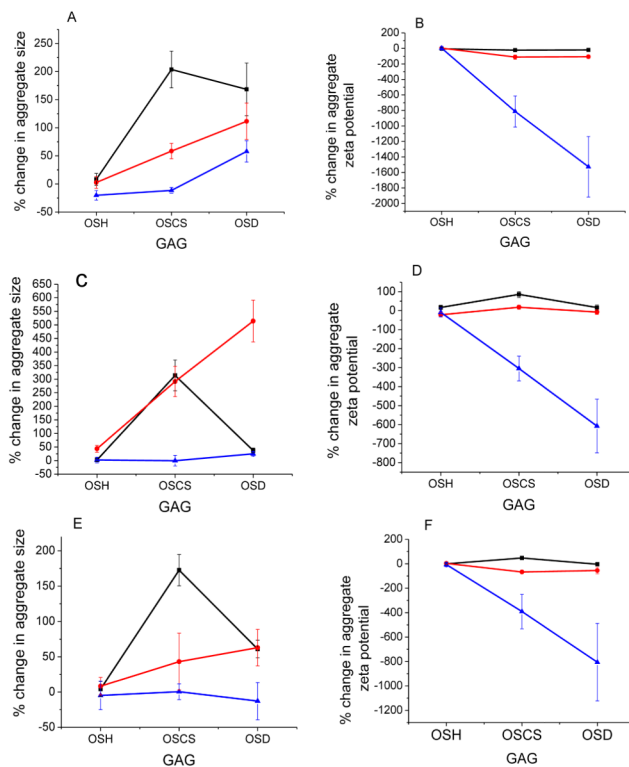 A
% change in aggregate size
250
200
150
100
50
0
-50
OSH OSCS OSD
GAG
B
% change in aggregate
zeta potential
200
0
-200
-400
-600
-800
-1000
-1200
-1400
-1600
-1800
-2000
OSH OSCS OSD
GAG
C
% change in aggregate size
650
600
550
500
450
400
350
300
250
200
150
100
50
0
-50
OSH OSCS OSD
GAG
D
% change in aggregate
zeta potential
100
0
-100
-200
-300
-400
-500
-600
-700
-800
OSH OSCS OSD
GAG
E
% change in aggregate size
200
150
100
50
0
-50
OSH OSCS OSD
GAG
F
% change in aggregate
zeta potential
200
0
-200
-400
-600
-800
-1000
-1200
OSH OSCS OSD
GAG